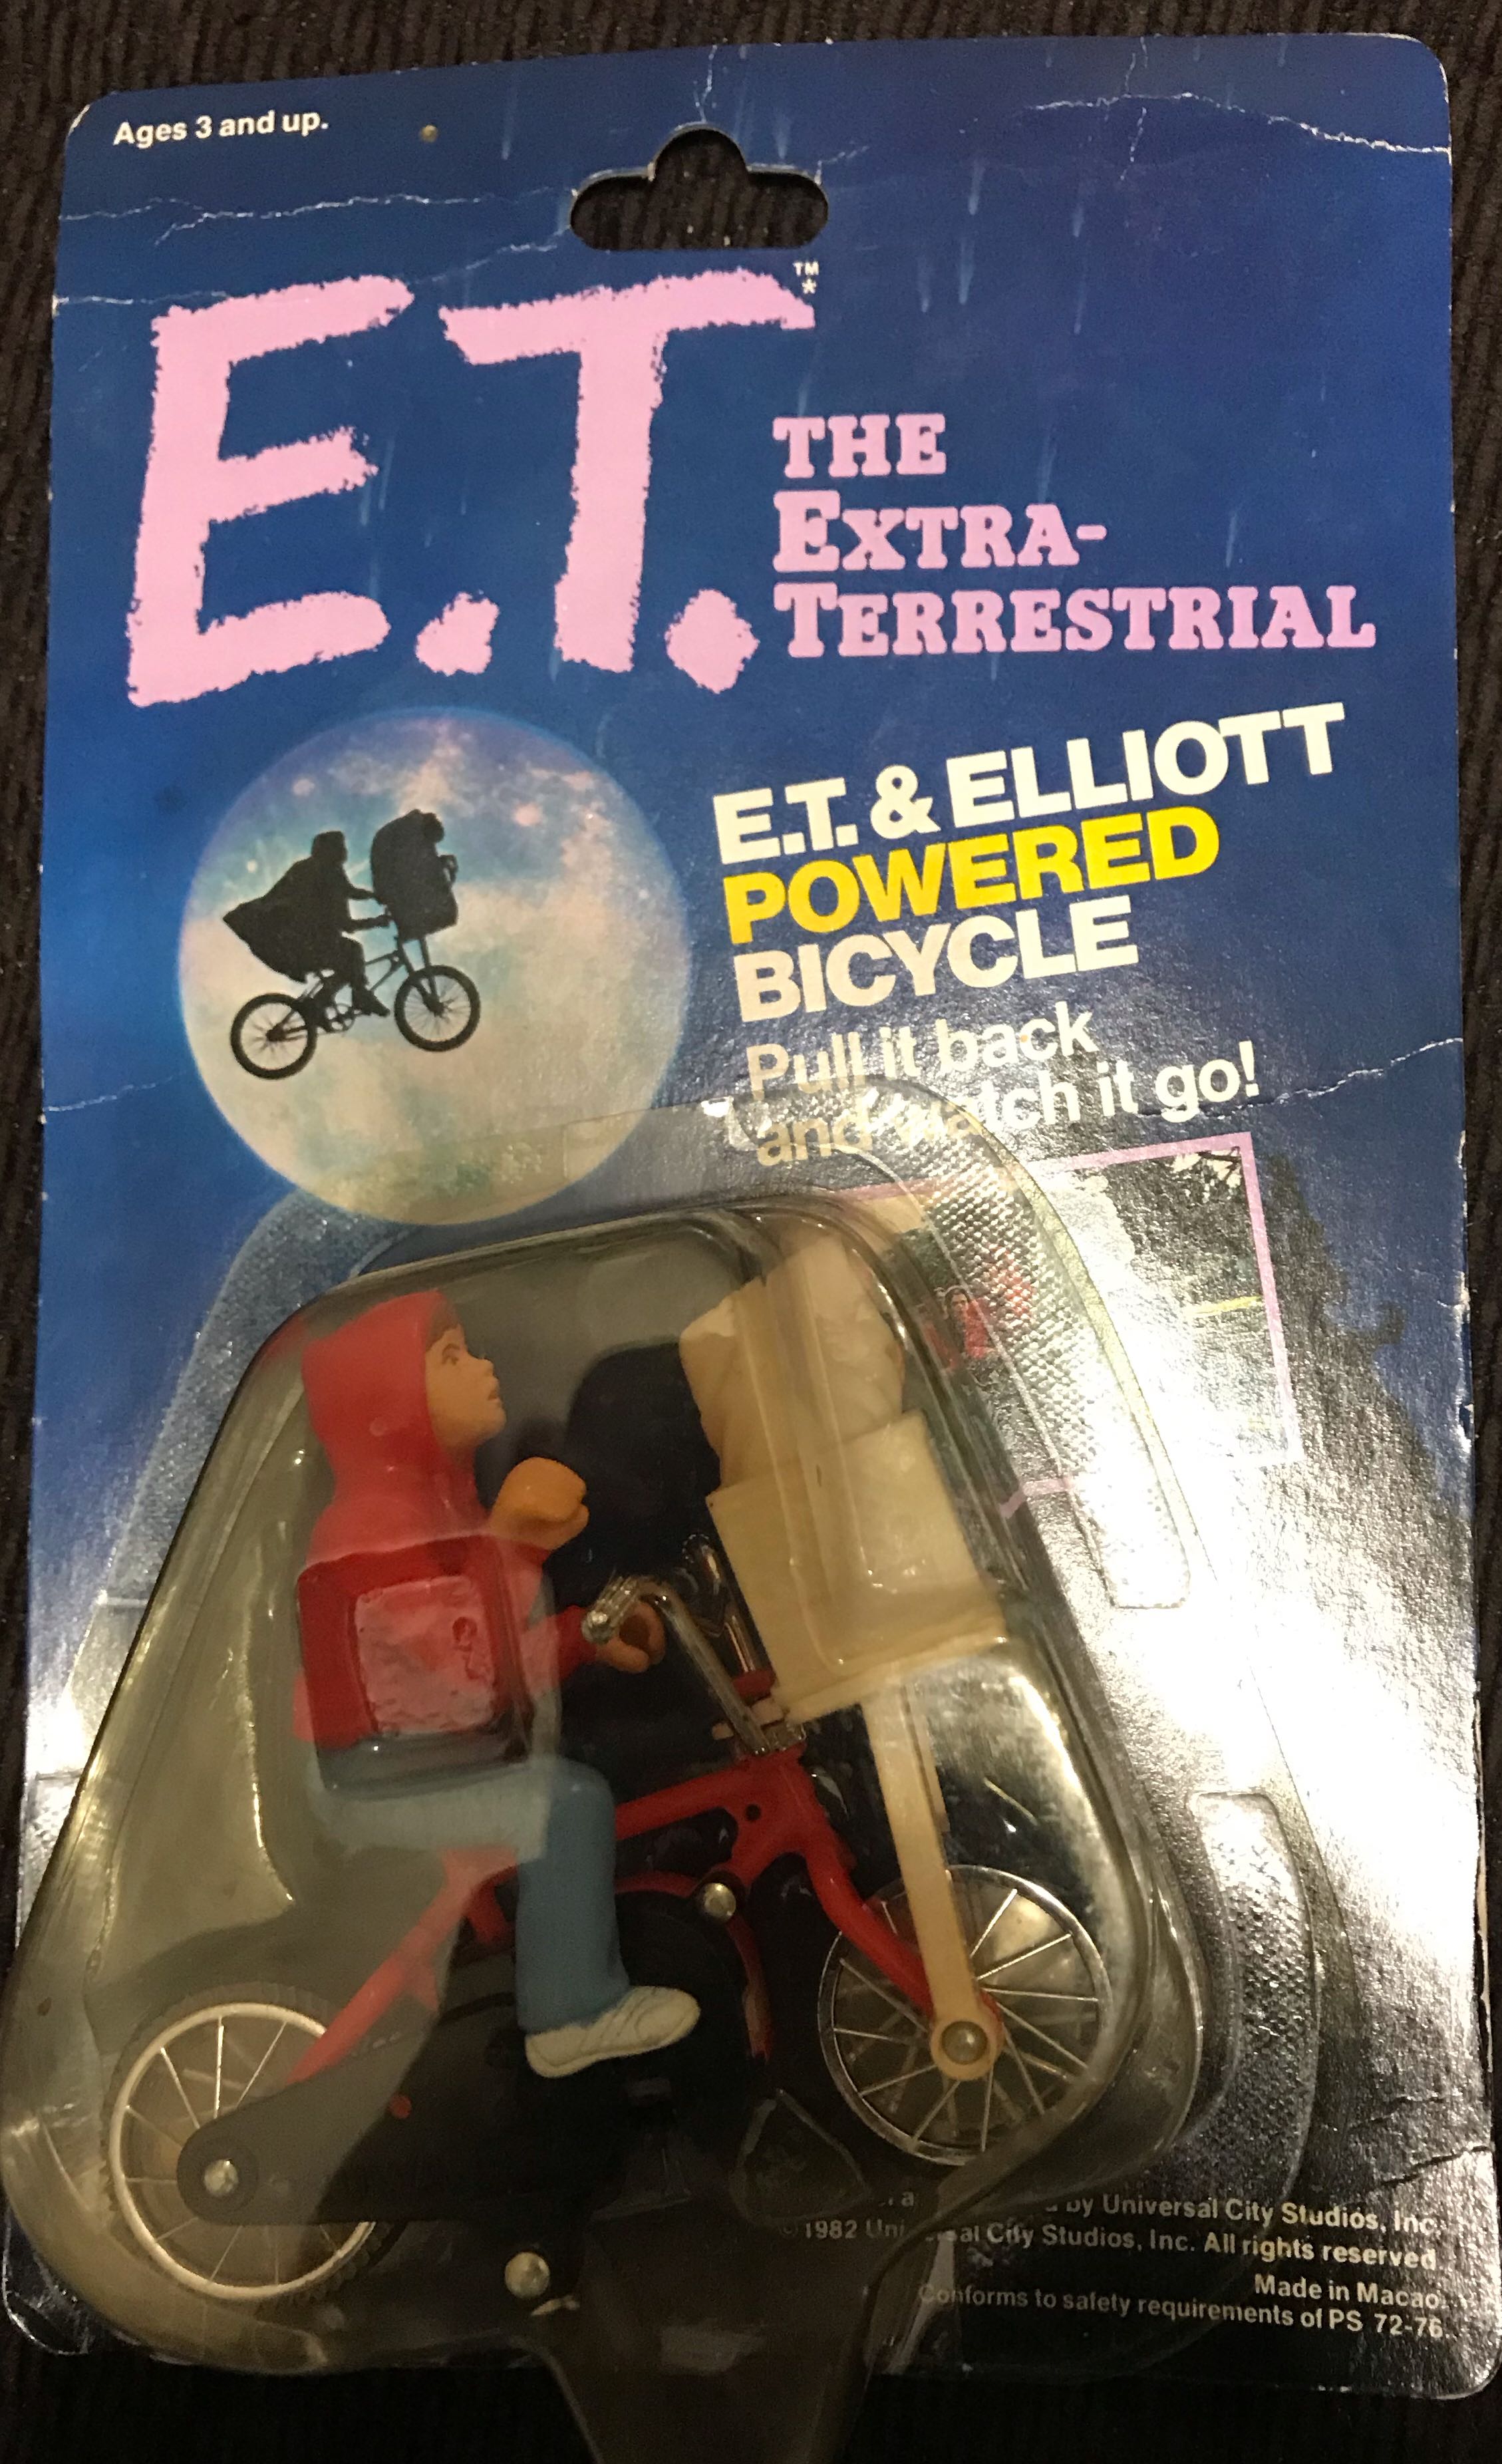 Ages 3 and up.
E.T.
™
*
THE
EXTRA-
TERRESTRIAL
E.T. & ELLIOTT
POWERED
BICYCLE
Pull it back
and watch it go!
by Universal City Studios, Inc.
©1982 Universal City Studios, Inc. All rights reserved.
Made in Macao.
Conforms to safety requirements of PS 72-76.